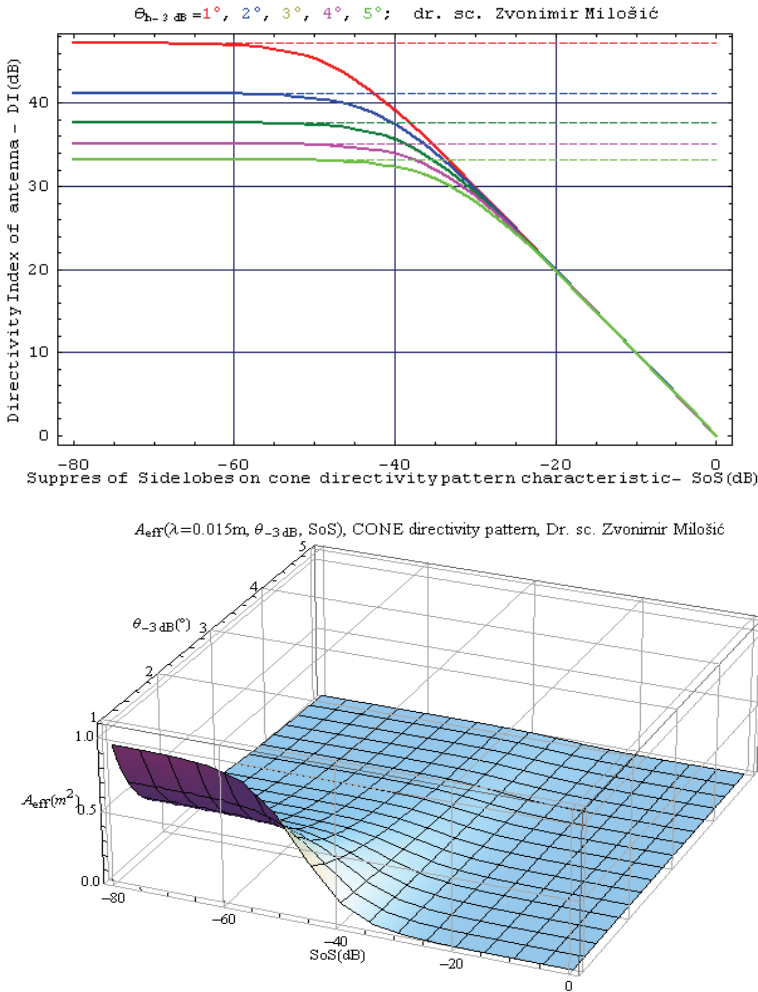 Θh-3 dB =1°, 2°, 3°, 4°, 5°; dr. sc. Zvonimir Milošić
Directivity Index of antenna - DI(dB)
40
30
20
10
0
-80 -60 -40 -20 0
Suppres of Sidelobes on cone directivity pattern characteristic- SoS(dB)
Aeff(λ=0.015m, θ-3 dB, SoS), CONE directivity pattern, Dr. sc. Zvonimir Milošić
5
4
θ-3 dB(°) 3
2
1
1.0
Aeff(m²) 0.5
0.0
-80
-60
-40
SoS(dB)
-20
0